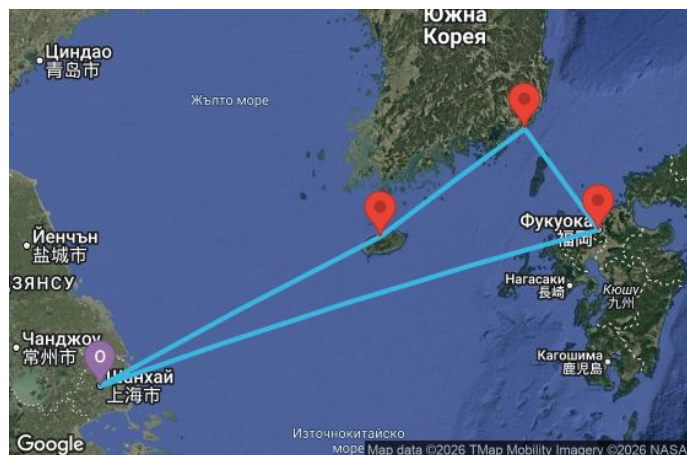 Южна
Корея
Циндао
青岛市
Жълто море
Фукуока
福岡
Йенчън
盐城市
ЗЯНСУ
Нагасаки
長崎
Кюшу
九州
Чанджоу
常州市
O
Шанхай
上海市
Кагошима
鹿児島
Източнокитайско
море
Google
Map data ©2026 TMap Mobility Imagery ©2026 NASA